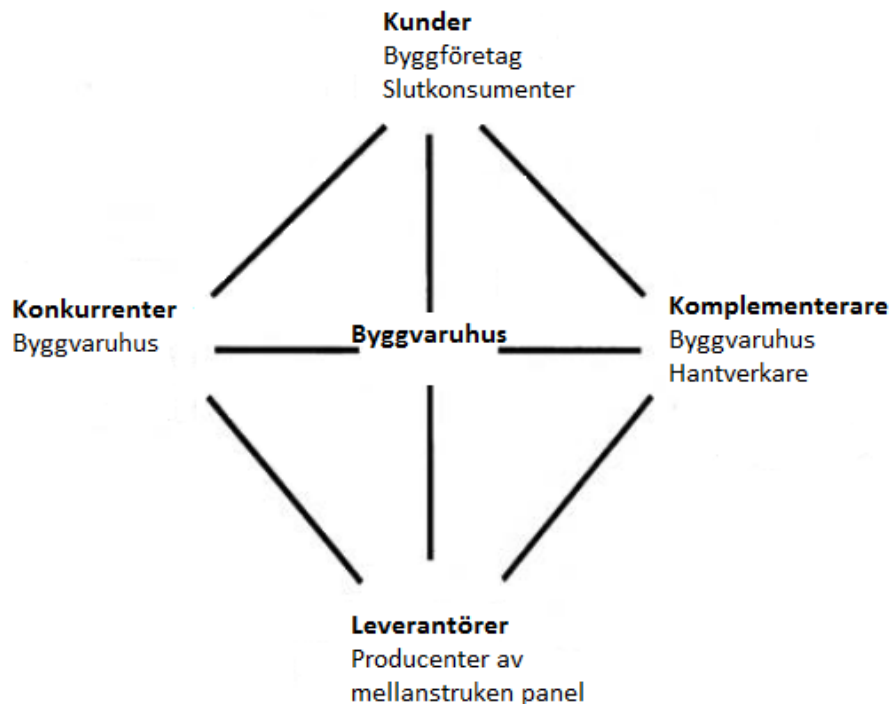 Kunder
Byggföretag
Slutkonsumenter
Konkurrenter
Byggvaruhus
Byggvaruhus
Komplementerare
Byggvaruhus
Hantverkare
Leverantörer
Producenter av
mellanstruken panel